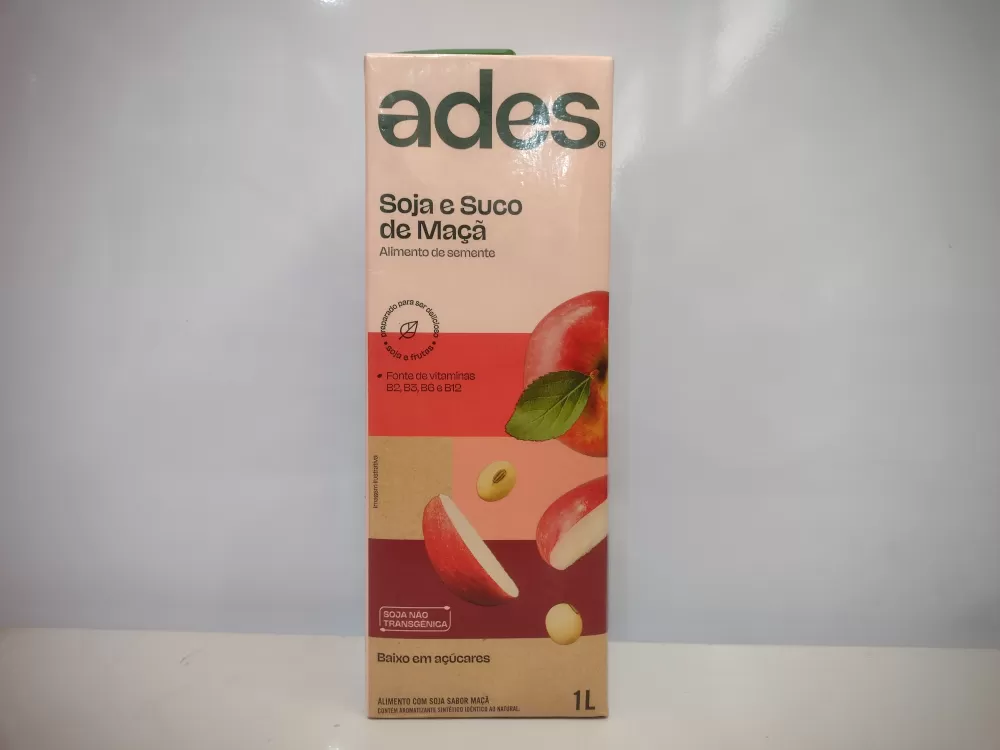 ades®
Soja e Suco
de Maçã
Alimento de semente
preparado para ser delicioso
• soja e frutas •
• Fonte de vitaminas
B2, B3, B6 e B12
Imagem ilustrativa
SOJA NÃO
TRANSGÊNICA
Baixo em açúcares
ALIMENTO COM SOJA SABOR MAÇÃ
CONTÉM AROMATIZANTE SINTÉTICO IDÊNTICO AO NATURAL.
1L